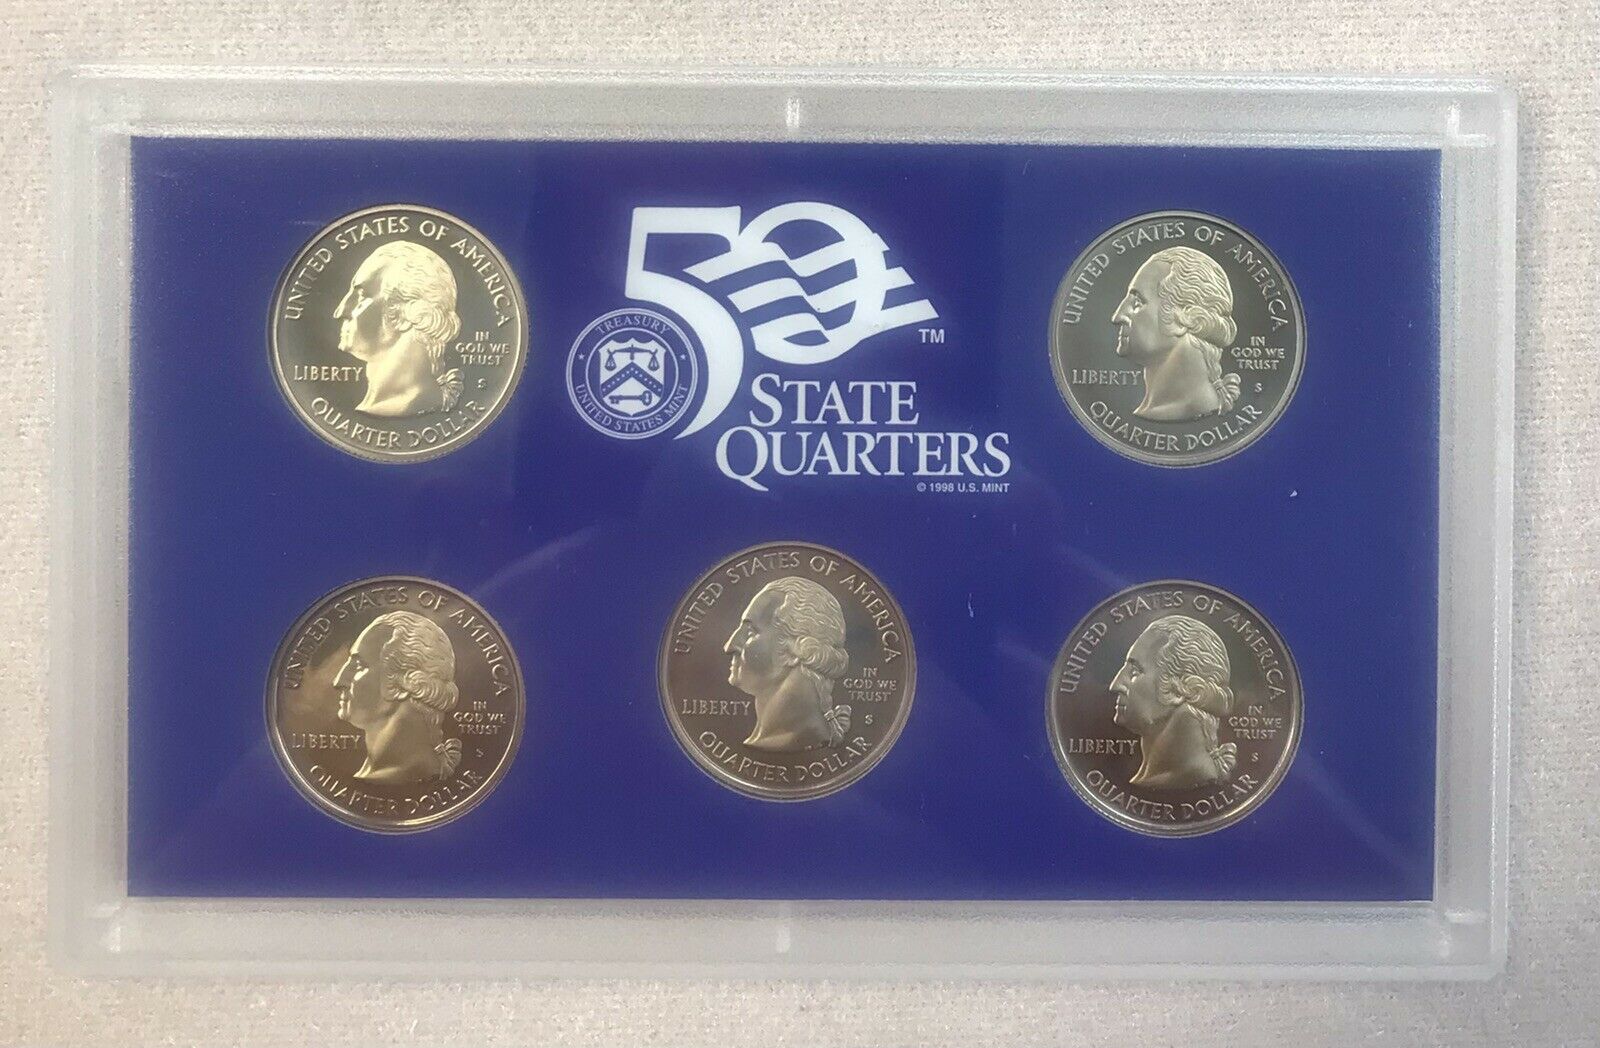 UNITED STATES OF AMERICA
IN
GOD WE
TRUST
LIBERTY
S
QUARTER DOLLAR
50
TM
TREASURY
UNITED STATES MINT
STATE
QUARTERS
© 1998 U.S. MINT
UNITED STATES OF AMERICA
IN
GOD WE
TRUST
LIBERTY
S
QUARTER DOLLAR
UNITED STATES OF AMERICA
IN
GOD WE
TRUST
LIBERTY
S
QUARTER DOLLAR
UNITED STATES OF AMERICA
IN
GOD WE
TRUST
LIBERTY
S
QUARTER DOLLAR
UNITED STATES OF AMERICA
IN
GOD WE
TRUST
LIBERTY
S
QUARTER DOLLAR